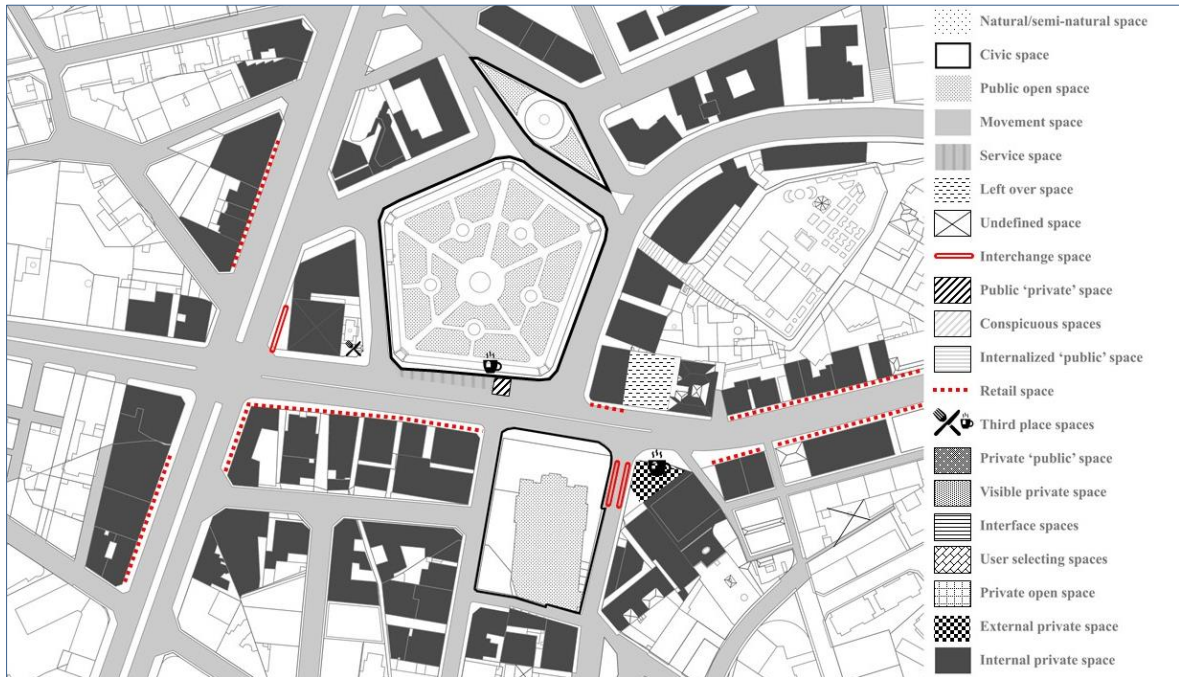 Natural/semi-natural space
Civic space
Public open space
Movement space
Service space
Left over space
Undefined space
Interchange space
Public ‘private’ space
Conspicuous spaces
Internalized ‘public’ space
Retail space
Third place spaces
Private ‘public’ space
Visible private space
Interface spaces
User selecting spaces
Private open space
External private space
Internal private space